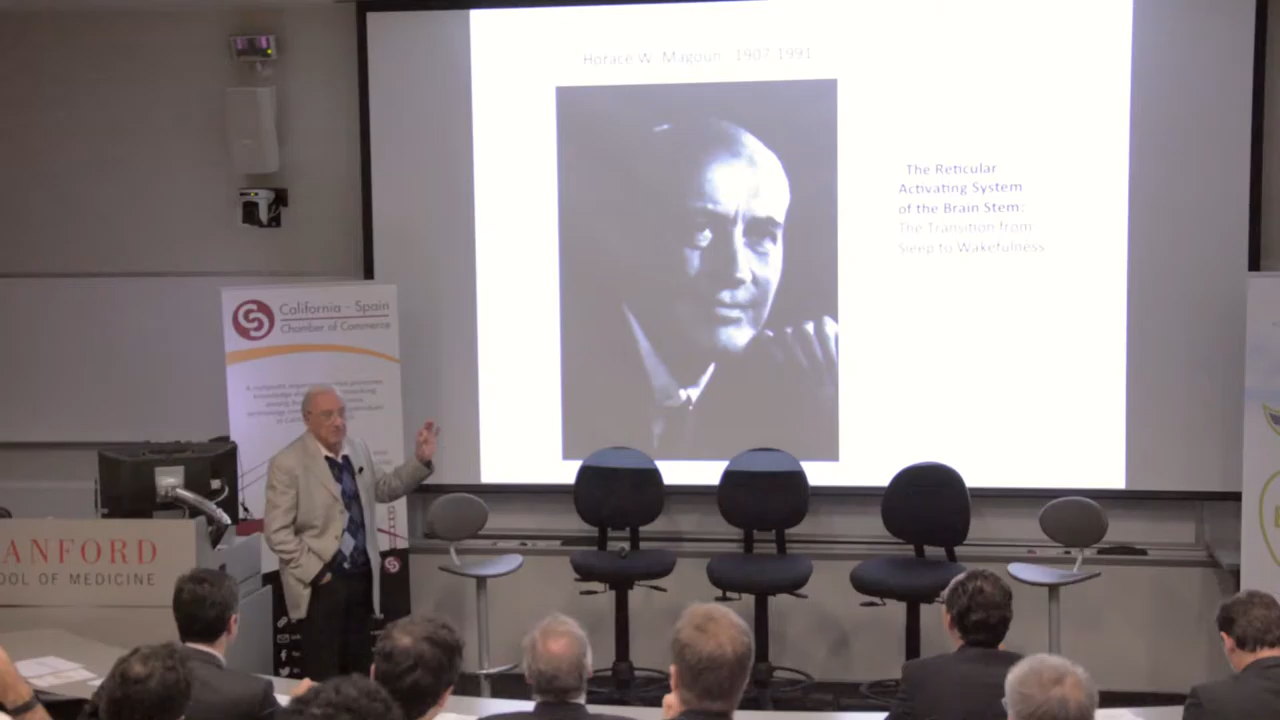 Horace W. Magoun 1907-1991
The Reticular
Activating System
of the Brain Stem:
The Transition from
Sleep to Wakefulness
California - Spain
Chamber of Commerce
ANFORD
OOL OF MEDICINE